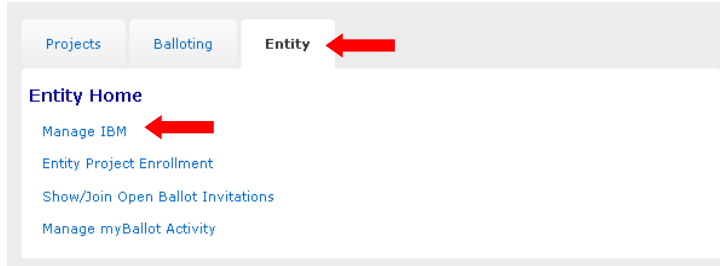 Projects Balloting Entity
Entity Home
Manage IBM
Entity Project Enrollment
Show/Join Open Ballot Invitations
Manage myBallot Activity